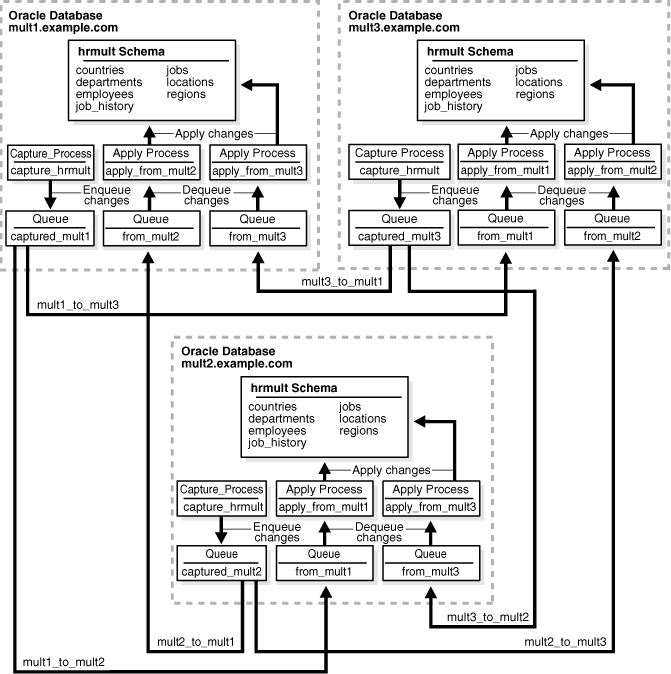 Oracle Database
mult1.example.com
hrmult Schema
countries jobs
departments locations
employees regions
job_history
Apply changes
Capture_Process
capture_hrmult
Apply Process
apply_from_mult2
Apply Process
apply_from_mult3
Enqueue
changes
Dequeue
changes
Queue
captured_mult1
Queue
from_mult2
Queue
from_mult3
Oracle Database
mult3.example.com
hrmult Schema
countries jobs
departments locations
employees regions
job_history
Apply changes
Capture Process
capture_hrmult
Apply Process
apply_from_mult1
Apply Process
apply_from_mult2
Enqueue
changes
Dequeue
changes
Queue
captured_mult3
Queue
from_mult1
Queue
from_mult2
mult3_to_mult1
mult1_to_mult3
Oracle Database
mult2.example.com
hrmult Schema
countries jobs
departments locations
employees regions
job_history
Apply changes
Capture_Process
capture_hrmult
Apply Process
apply_from_mult1
Apply Process
apply_from_mult3
Enqueue
changes
Dequeue
changes
Queue
captured_mult2
Queue
from_mult1
Queue
from_mult3
mult3_to_mult2
mult2_to_mult1
mult2_to_mult3
mult1_to_mult2